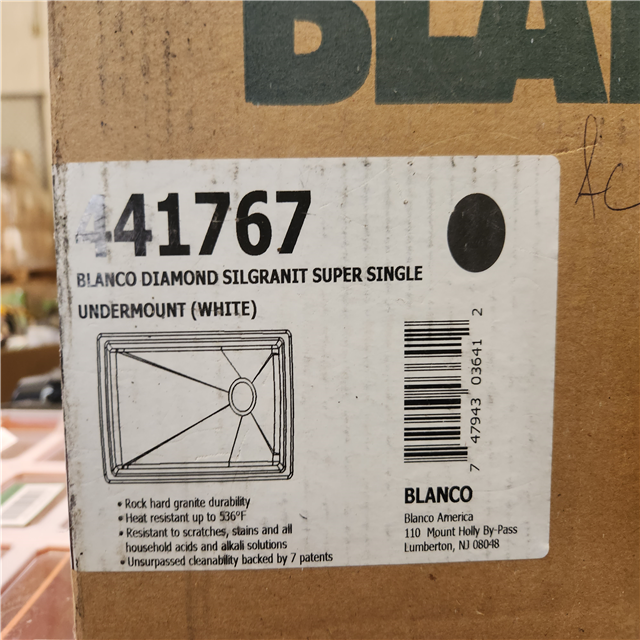 BLAN
441767
BLANCO DIAMOND SILGRANIT SUPER SINGLE
UNDERMOUNT (WHITE)
7 47943 03641 2
• Rock hard granite durability
• Heat resistant up to 536°F
• Resistant to scratches, stains and all
household acids and alkali solutions
• Unsurpassed cleanability backed by 7 patents
BLANCO
Blanco America
110 Mount Holly By-Pass
Lumberton, NJ 08048